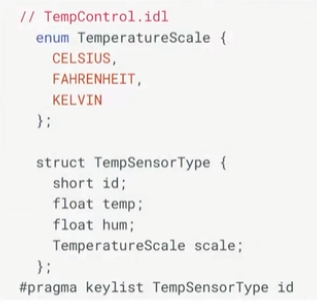 // TempControl.idl
enum TemperatureScale {
CELSIUS,
FAHRENHEIT,
KELVIN
};
struct TempSensorType {
short id;
float temp;
float hum;
TemperatureScale scale;
};
#pragma keylist TempSensorType id